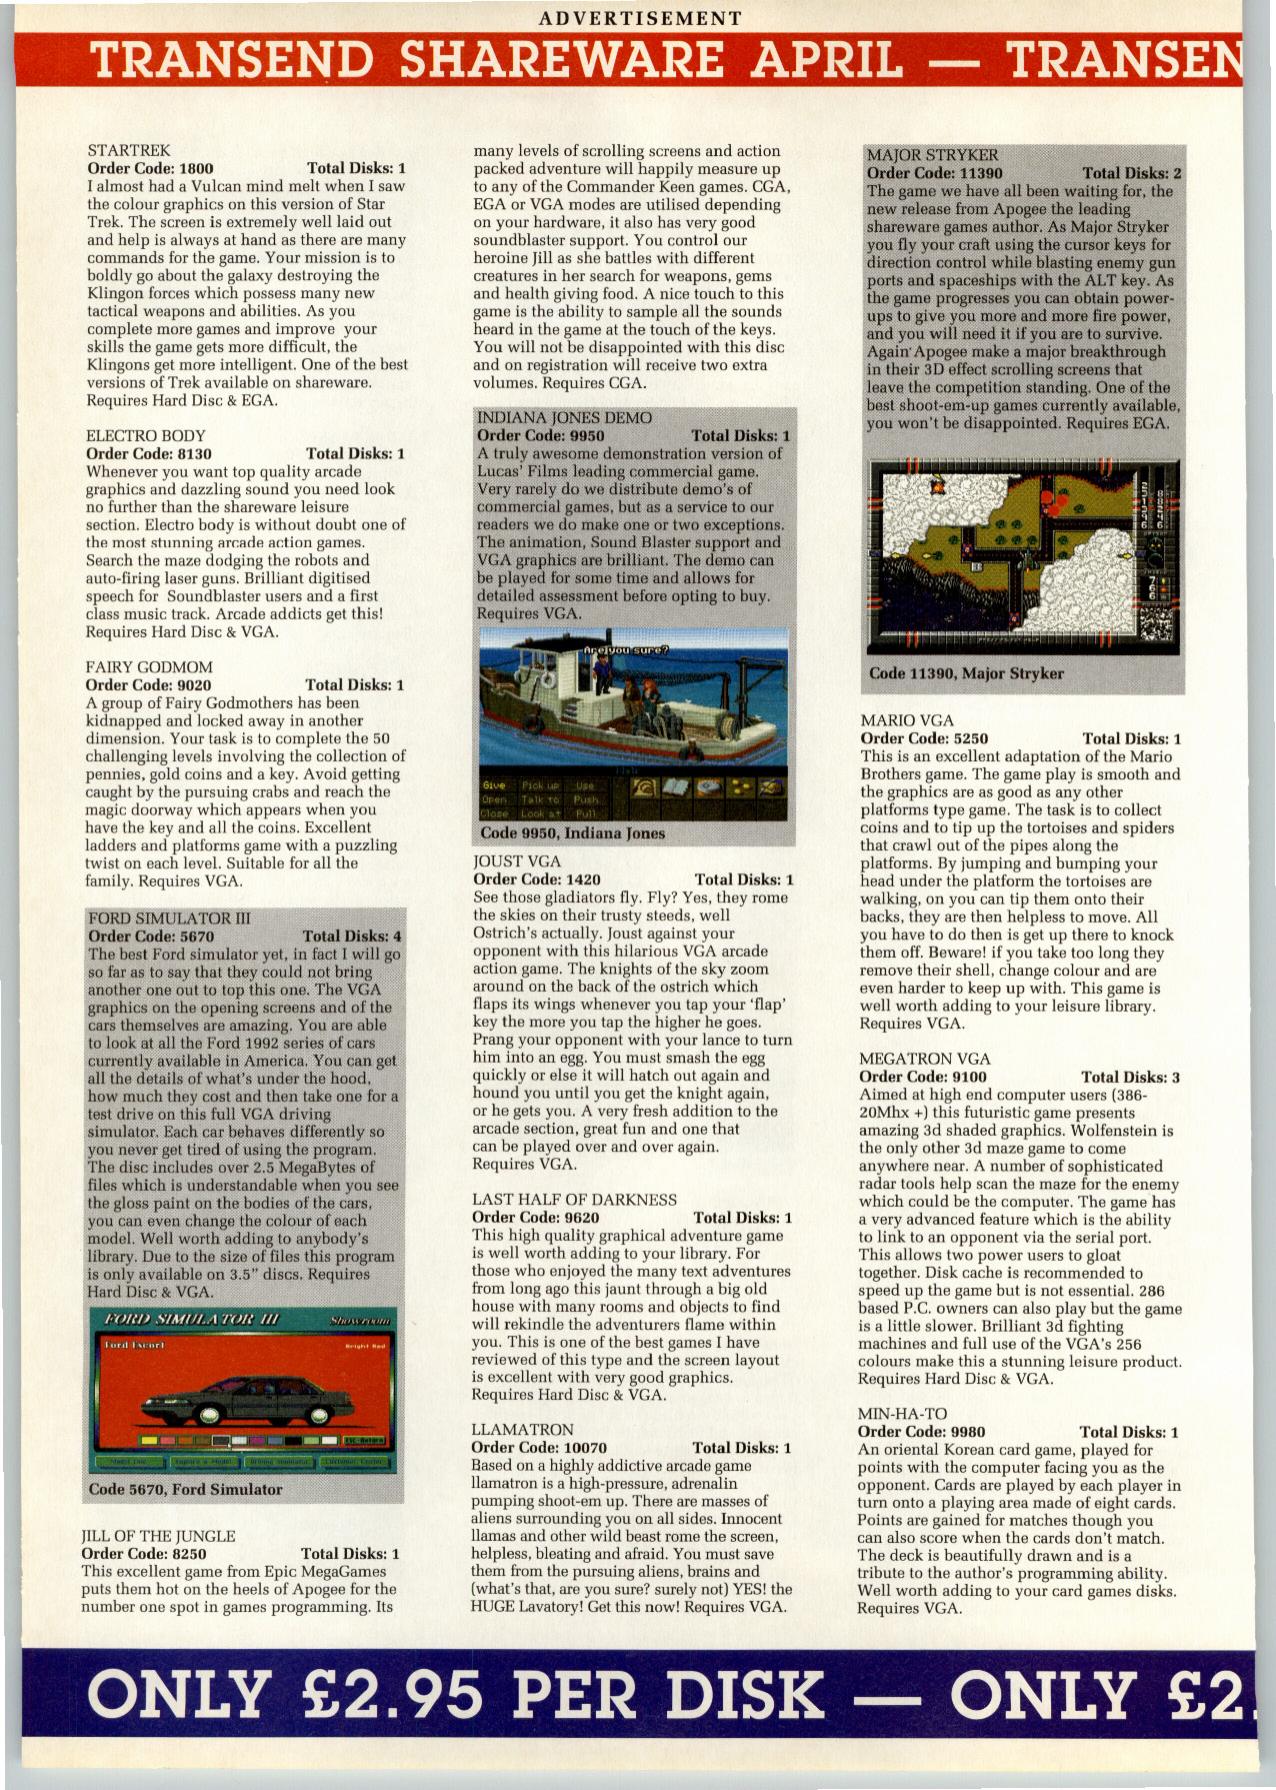 ADVERTISEMENT
TRANSEND SHAREWARE APRIL — TRANSEN
STARTREK
Order Code: 1800 Total Disks: 1
I almost had a Vulcan mind melt when I saw
the colour graphics on this version of Star
Trek. The screen is extremely well laid out
and help is always at hand as there are many
commands for the game. Your mission is to
boldly go about the galaxy destroying the
Klingon forces which possess many new
tactical weapons and abilities. As you
complete more games and improve your
skills the game gets more difficult, the
Klingons get more intelligent. One of the best
versions of Trek available on shareware.
Requires Hard Disc & EGA.
ELECTRO BODY
Order Code: 8130 Total Disks: 1
Whenever you want top quality arcade
graphics and dazzling sound you need look
no further than the shareware leisure
section. Electro body is without doubt one of
the most stunning arcade action games.
Search the maze dodging the robots and
auto-firing laser guns. Brilliant digitised
speech for Soundblaster users and a first
class music track. Arcade addicts get this!
Requires Hard Disc & VGA.
FAIRY GODMOM
Order Code: 9020 Total Disks: 1
A group of Fairy Godmothers has been
kidnapped and locked away in another
dimension. Your task is to complete the 50
challenging levels involving the collection of
pennies, gold coins and a key. Avoid getting
caught by the pursuing crabs and reach the
magic doorway which appears when you
have the key and all the coins. Excellent
ladders and platforms game with a puzzling
twist on each level. Suitable for all the
family. Requires VGA.
FORD SIMULATOR III
Order Code: 5670 Total Disks: 4
The best Ford simulator yet, in fact I will go
so far as to say that they could not bring
another one out to top this one. The VGA
graphics on the opening screens and of the
cars themselves are amazing. You are able
to look at all the Ford 1992 series of cars
currently available in America. You can get
all the details of what's under the hood,
how much they cost and then take one for a
test drive on this full VGA driving
simulator. Each car behaves differently so
you never get tired of using the program.
The disc includes over 2.5 MegaBytes of
files which is understandable when you see
the gloss paint on the bodies of the cars,
you can even change the colour of each
model. Well worth adding to anybody's
library. Due to the size of files this program
is only available on 3.5" discs. Requires
Hard Disc & VGA.
FORD SIMULATOR III Showroom
Ford Escort Bright Red
ESC-Return
Code 5670, Ford Simulator
JILL OF THE JUNGLE
Order Code: 8250 Total Disks: 1
This excellent game from Epic MegaGames
puts them hot on the heels of Apogee for the
number one spot in games programming. Its
many levels of scrolling screens and action
packed adventure will happily measure up
to any of the Commander Keen games. CGA,
EGA or VGA modes are utilised depending
on your hardware, it also has very good
soundblaster support. You control our
heroine Jill as she battles with different
creatures in her search for weapons, gems
and health giving food. A nice touch to this
game is the ability to sample all the sounds
heard in the game at the touch of the keys.
You will not be disappointed with this disc
and on registration will receive two extra
volumes. Requires CGA.
INDIANA JONES DEMO
Order Code: 9950 Total Disks: 1
A truly awesome demonstration version of
Lucas' Films leading commercial game.
Very rarely do we distribute demo's of
commercial games, but as a service to our
readers we do make one or two exceptions.
The animation, Sound Blaster support and
VGA graphics are brilliant. The demo can
be played for some time and allows for
detailed assessment before opting to buy.
Requires VGA.
Are you sure?
Give Pick up Use
Open Talk to Push
Close Look at Pull
Code 9950, Indiana Jones
JOUST VGA
Order Code: 1420 Total Disks: 1
See those gladiators fly. Fly? Yes, they rome
the skies on their trusty steeds, well
Ostrich's actually. Joust against your
opponent with this hilarious VGA arcade
action game. The knights of the sky zoom
around on the back of the ostrich which
flaps its wings whenever you tap your 'flap'
key the more you tap the higher he goes.
Prang your opponent with your lance to turn
him into an egg. You must smash the egg
quickly or else it will hatch out again and
hound you until you get the knight again,
or he gets you. A very fresh addition to the
arcade section, great fun and one that
can be played over and over again.
Requires VGA.
LAST HALF OF DARKNESS
Order Code: 9620 Total Disks: 1
This high quality graphical adventure game
is well worth adding to your library. For
those who enjoyed the many text adventures
from long ago this jaunt through a big old
house with many rooms and objects to find
will rekindle the adventurers flame within
you. This is one of the best games I have
reviewed of this type and the screen layout
is excellent with very good graphics.
Requires Hard Disc & VGA.
LLAMATRON
Order Code: 10070 Total Disks: 1
Based on a highly addictive arcade game
llamatron is a high-pressure, adrenalin
pumping shoot-em up. There are masses of
aliens surrounding you on all sides. Innocent
llamas and other wild beast rome the screen,
helpless, bleating and afraid. You must save
them from the pursuing aliens, brains and
(what's that, are you sure? surely not) YES! the
HUGE Lavatory! Get this now! Requires VGA.
MAJOR STRYKER
Order Code: 11390 Total Disks: 2
The game we have all been waiting for, the
new release from Apogee the leading
shareware games author. As Major Stryker
you fly your craft using the cursor keys for
direction control while blasting enemy gun
ports and spaceships with the ALT key. As
the game progresses you can obtain power-
ups to give you more and more fire power,
and you will need it if you are to survive.
Again Apogee make a major breakthrough
in their 3D effect scrolling screens that
leave the competition standing. One of the
best shoot-em-up games currently available,
you won't be disappointed. Requires EGA.
Code 11390, Major Stryker
MARIO VGA
Order Code: 5250 Total Disks: 1
This is an excellent adaptation of the Mario
Brothers game. The game play is smooth and
the graphics are as good as any other
platforms type game. The task is to collect
coins and to tip up the tortoises and spiders
that crawl out of the pipes along the
platforms. By jumping and bumping your
head under the platform the tortoises are
walking, on you can tip them onto their
backs, they are then helpless to move. All
you have to do then is get up there to knock
them off. Beware! if you take too long they
remove their shell, change colour and are
even harder to keep up with. This game is
well worth adding to your leisure library.
Requires VGA.
MEGATRON VGA
Order Code: 9100 Total Disks: 3
Aimed at high end computer users (386-
20Mhx +) this futuristic game presents
amazing 3d shaded graphics. Wolfenstein is
the only other 3d maze game to come
anywhere near. A number of sophisticated
radar tools help scan the maze for the enemy
which could be the computer. The game has
a very advanced feature which is the ability
to link to an opponent via the serial port.
This allows two power users to gloat
together. Disk cache is recommended to
speed up the game but is not essential. 286
based P.C. owners can also play but the game
is a little slower. Brilliant 3d fighting
machines and full use of the VGA's 256
colours make this a stunning leisure product.
Requires Hard Disc & VGA.
MIN-HA-TO
Order Code: 9980 Total Disks: 1
An oriental Korean card game, played for
points with the computer facing you as the
opponent. Cards are played by each player in
turn onto a playing area made of eight cards.
Points are gained for matches though you
can also score when the cards don't match.
The deck is beautifully drawn and is a
tribute to the author's programming ability.
Well worth adding to your card games disks.
Requires VGA.
ONLY £2.95 PER DISK — ONLY £2.